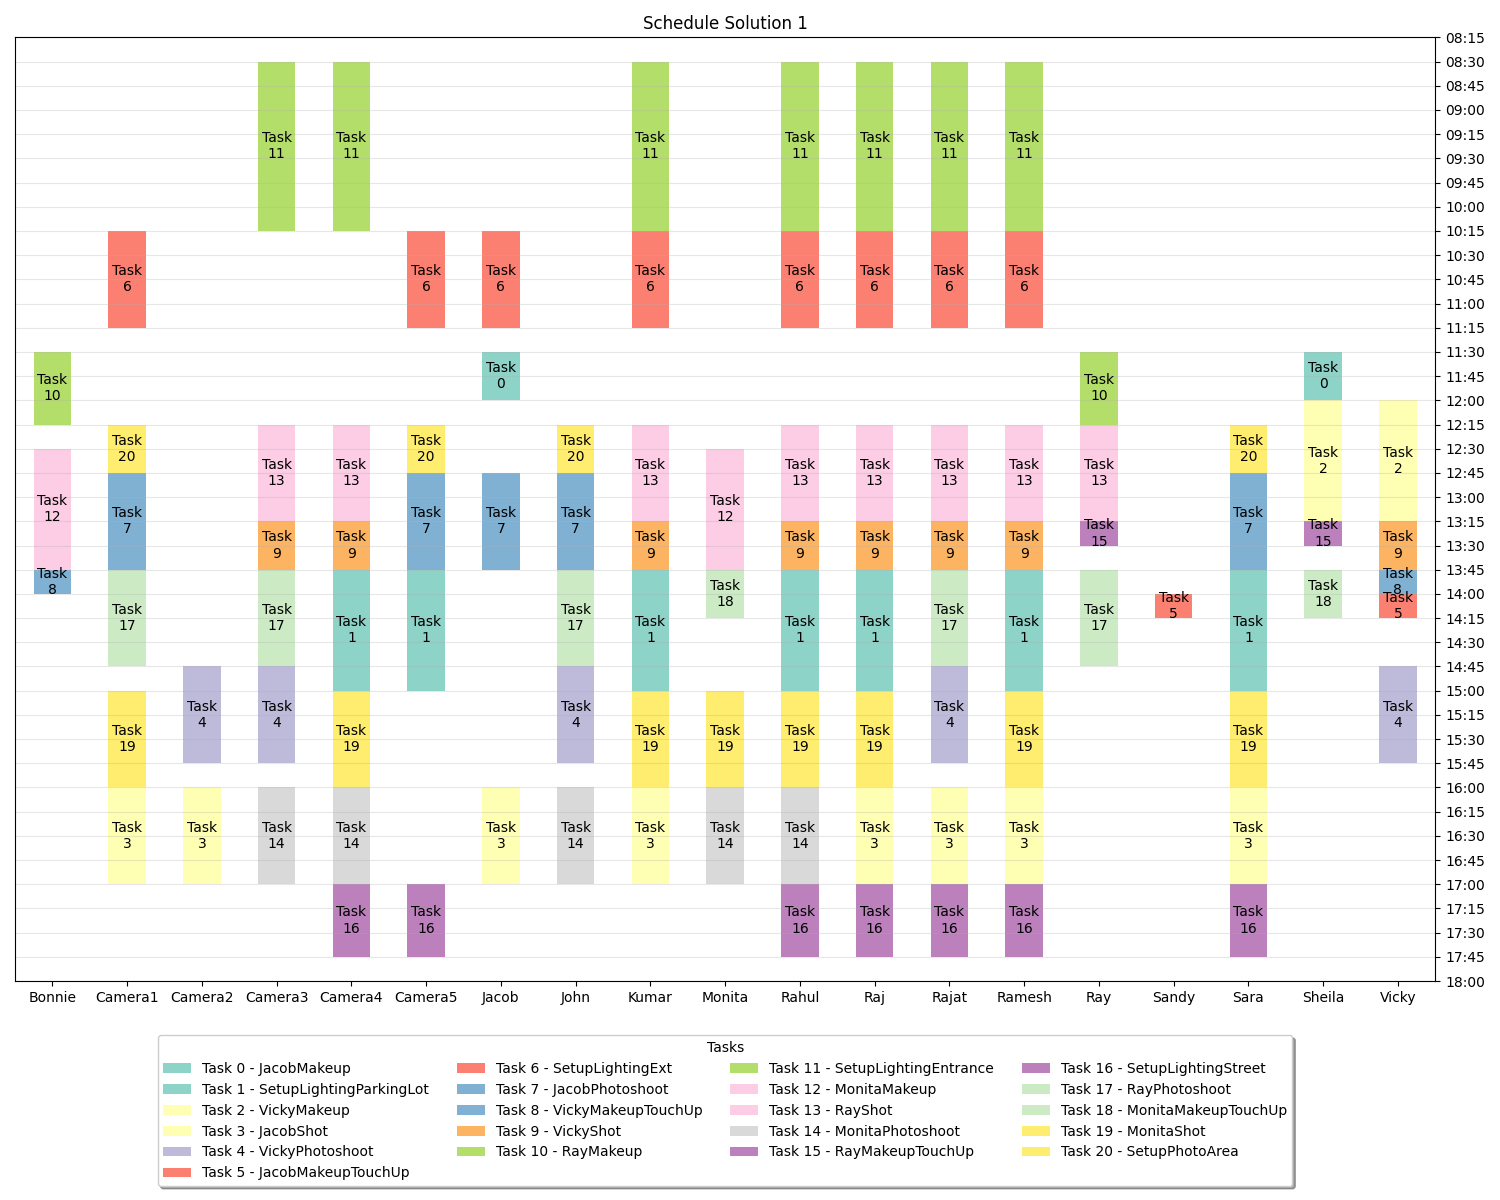 Schedule Solution 1
08:15
08:30
08:45
09:00
Task Task Task Task Task Task Task 09:15
11 11 11 11 11 11 11 09:30
09:45
10:00
10:15
Task Task Task Task Task Task Task Task 10:30
6 6 6 6 6 6 6 6 10:45
11:00
11:15
11:30
Task Task
0 0
Task Task 11:45
10 10
12:00
12:15
Task Task Task Task 12:30
20 20 20 20
Task Task 12:45
2 2
Task Task Task Task Task Task Task Task
13 13 13 13 13 13 13 13
Task Task 13:00
12 12
Task Task Task Task Task 13:15
7 7 7 7 7
Task Task
15 15
Task Task Task Task Task Task Task Task 13:30
9 9 9 9 9 9 9 9
13:45
Task Task
8 8
Task Task 14:00
18 18
Task Task
5 5
Task Task Task Task Task 14:15
17 17 17 17 17
Task Task Task Task Task Task Task 14:30
1 1 1 1 1 1 1
14:45
15:00
Task Task Task Task Task 15:15
4 4 4 4 4
Task Task Task Task Task Task Task Task 15:30
19 19 19 19 19 19 19 19
15:45
16:00
16:15
Task Task Task Task Task Task Task Task Task Task Task Task Task 16:30
3 3 14 14 3 14 3 14 14 3 3 3 3
16:45
17:00
Task Task Task Task Task Task Task 17:15
16 16 16 16 16 16 16 17:30
17:45
18:00
Bonnie Camera1 Camera2 Camera3 Camera4 Camera5 Jacob John Kumar Monita Rahul Raj Rajat Ramesh Ray Sandy Sara Sheila Vicky
Tasks
Task 0 - JacobMakeup
Task 1 - SetupLightingParkingLot
Task 2 - VickyMakeup
Task 3 - JacobShot
Task 4 - VickyPhotoshoot
Task 5 - JacobMakeupTouchUp
Task 6 - SetupLightingExt
Task 7 - JacobPhotoshoot
Task 8 - VickyMakeupTouchUp
Task 9 - VickyShot
Task 10 - RayMakeup
Task 11 - SetupLightingEntrance
Task 12 - MonitaMakeup
Task 13 - RayShot
Task 14 - MonitaPhotoshoot
Task 15 - RayMakeupTouchUp
Task 16 - SetupLightingStreet
Task 17 - RayPhotoshoot
Task 18 - MonitaMakeupTouchUp
Task 19 - MonitaShot
Task 20 - SetupPhotoArea